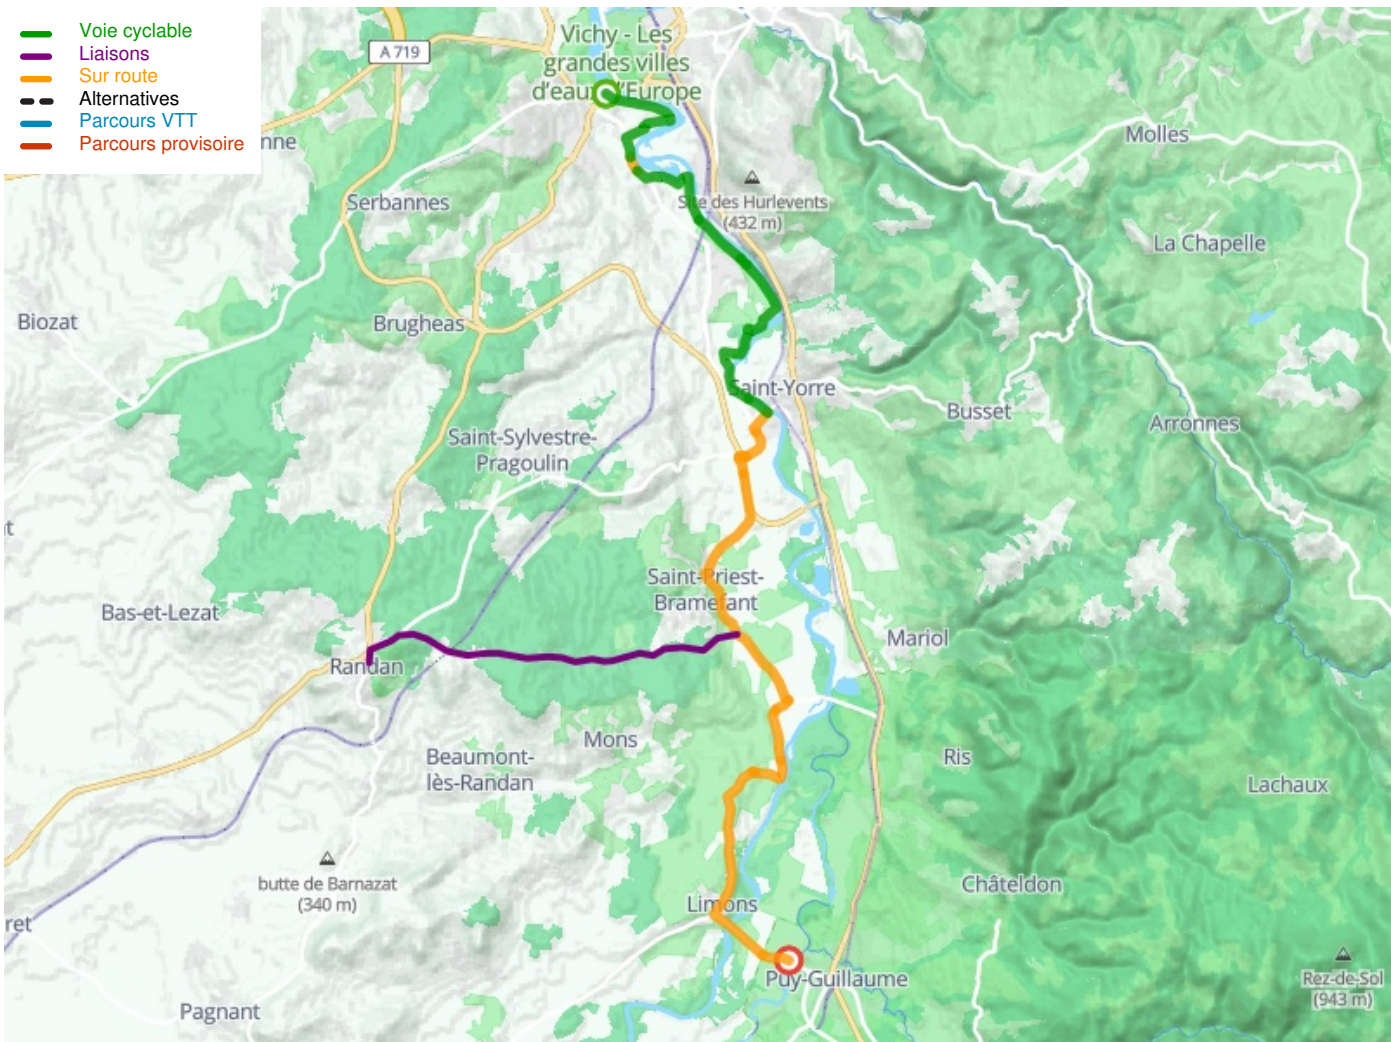 Voie cyclable
Liaisons
Sur route
Alternatives
Parcours VTT
Parcours provisoire
A 719
Vichy - Les
grandes villes
d'eaux d'Europe
nne
Serbannes
Molles
Site des Hurlevents
(432 m)
La Chapelle
Biozat
Brugheas
Saint-Yorre
Busset
Arronnes
Saint-Sylvestre-
Pragoulin
t
Saint-Priest-
Bramefant
Bas-et-Lezat
Mariol
Randan
Mons
Beaumont-
lès-Randan
Ris
Lachaux
butte de Barnazat
(340 m)
Châteldon
Limons
ret
Puy-Guillaume
Rez-de-Sol
(943 m)
Pagnant